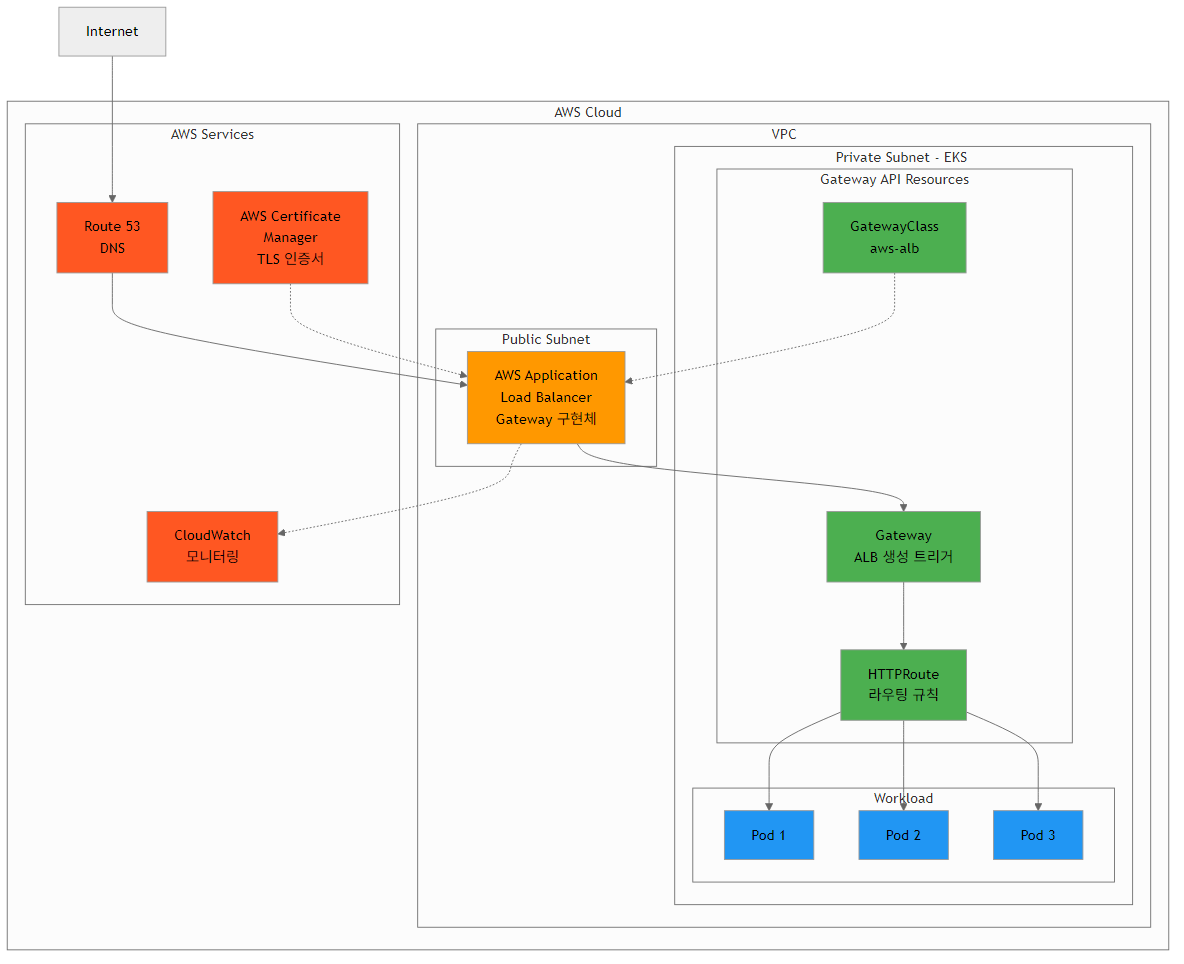 Internet
AWS Cloud
AWS Services
VPC
Private Subnet - EKS
Gateway API Resources
Route 53
DNS
AWS Certificate
Manager
TLS 인증서
GatewayClass
aws-alb
Public Subnet
AWS Application
Load Balancer
Gateway 구현체
CloudWatch
모니터링
Gateway
ALB 생성 트리거
HTTPRoute
라우팅 규칙
Workload
Pod 1
Pod 2
Pod 3